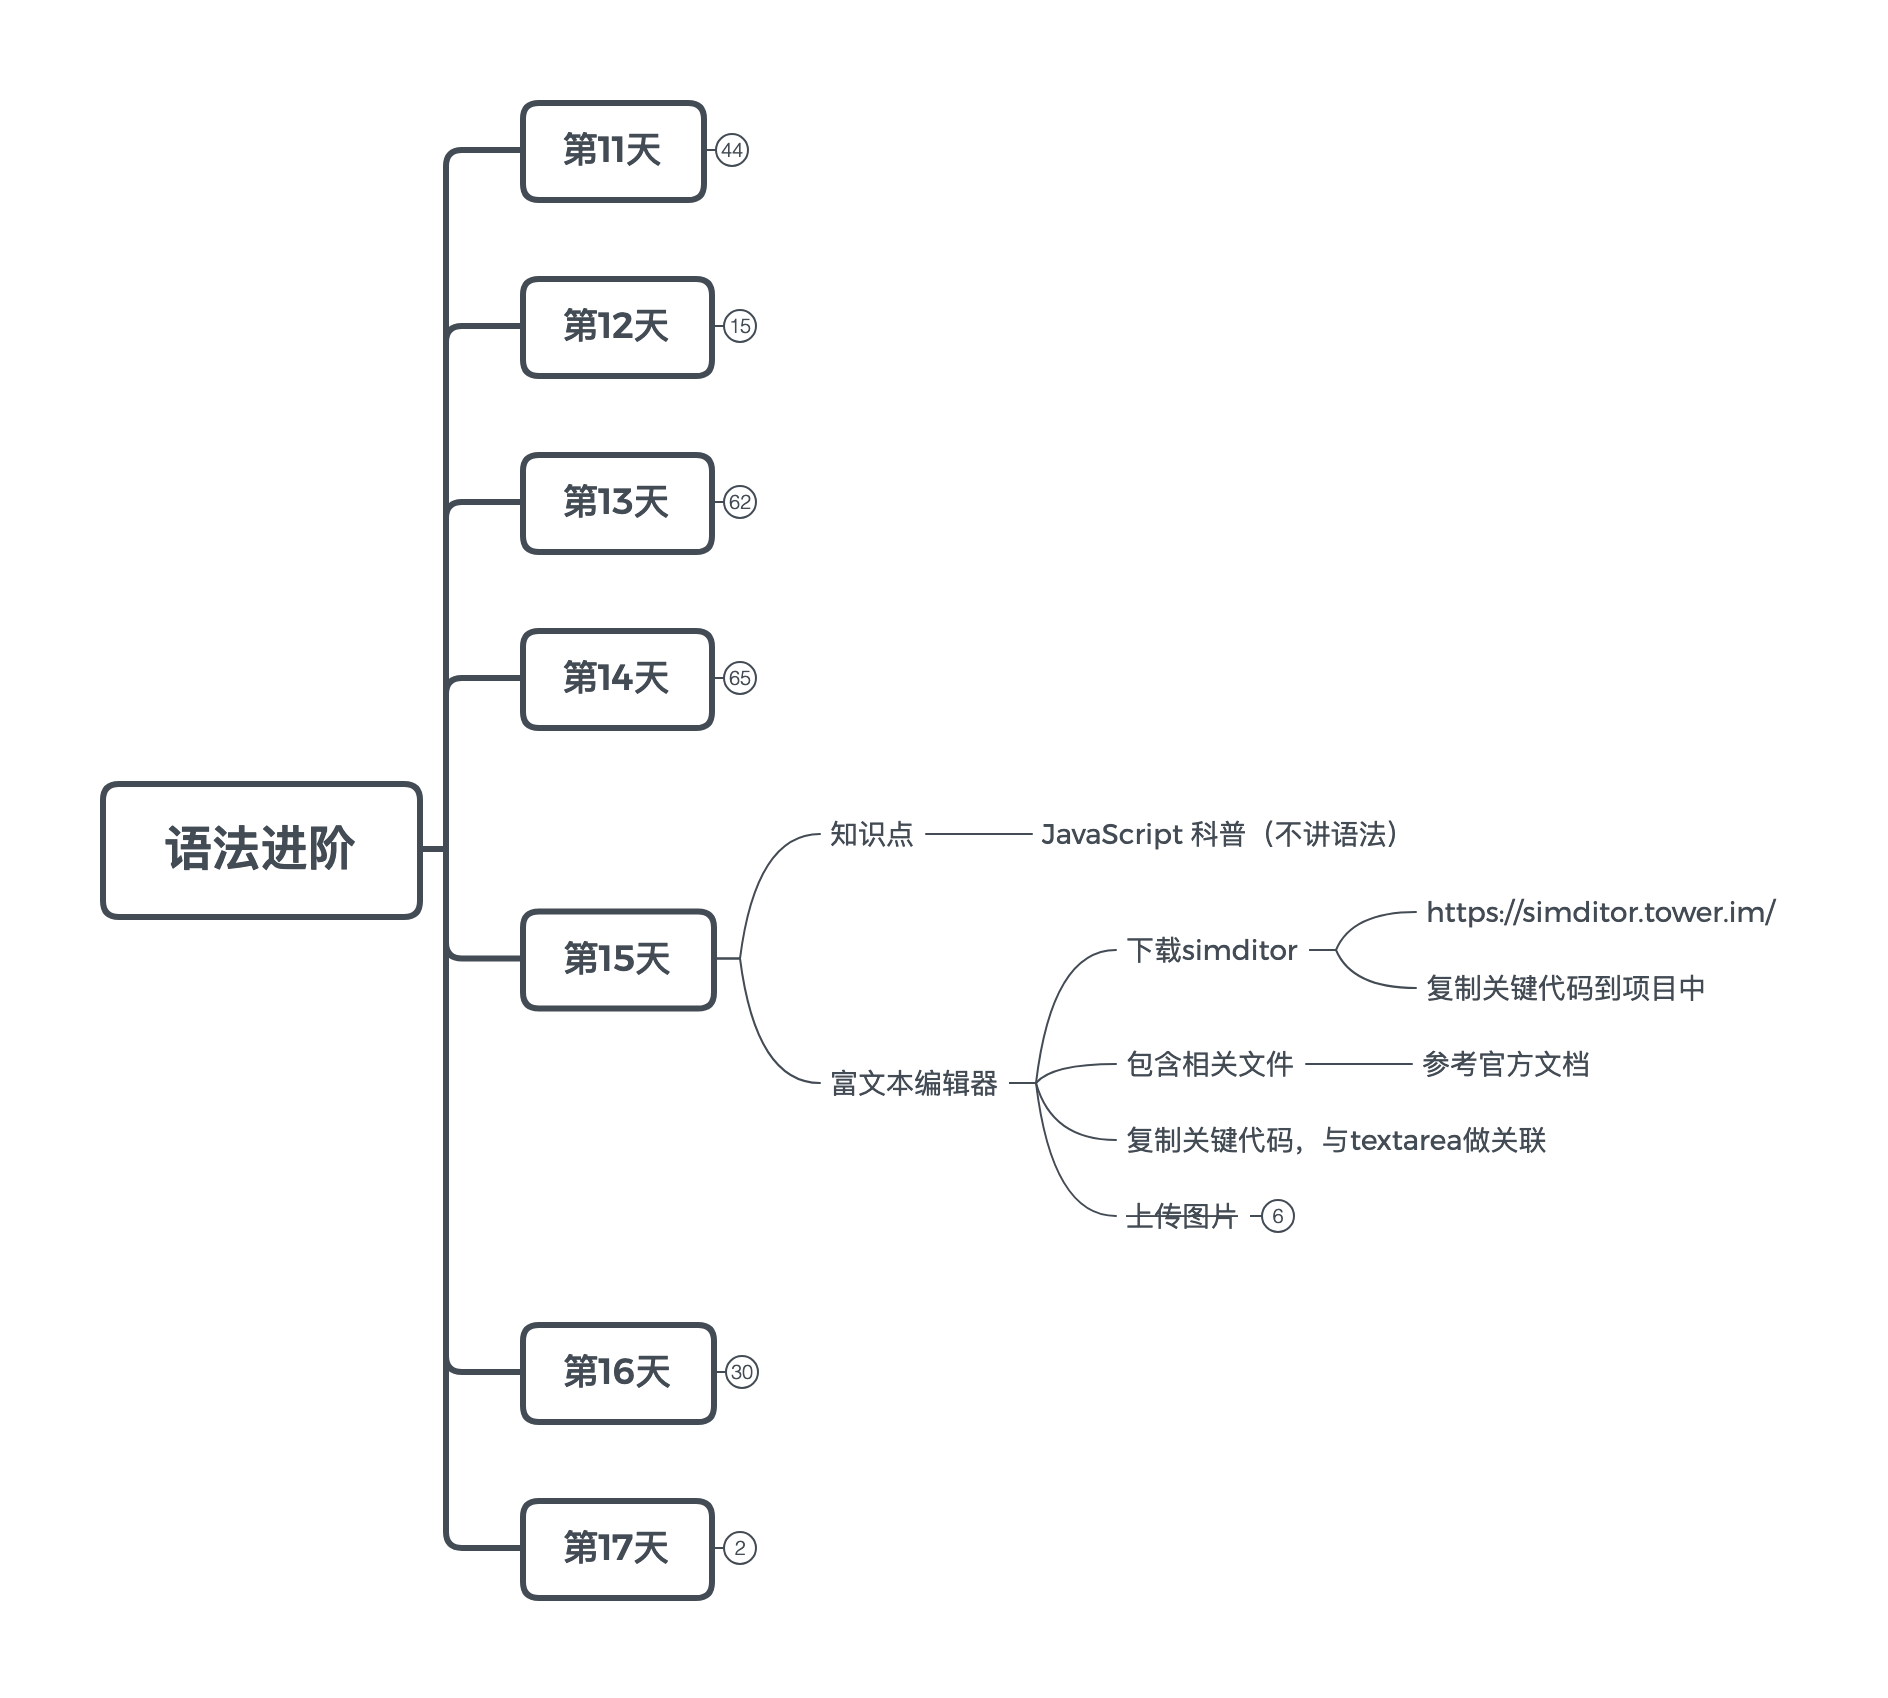 第11天
44
第12天
15
第13天
62
第14天
65
语法进阶
第15天
知识点
JavaScript 科普（不讲语法）
富文本编辑器
下载simditor
https://simditor.tower.im/
复制关键代码到项目中
包含相关文件
参考官方文档
复制关键代码，与textarea做关联
上传图片
6
第16天
30
第17天
2